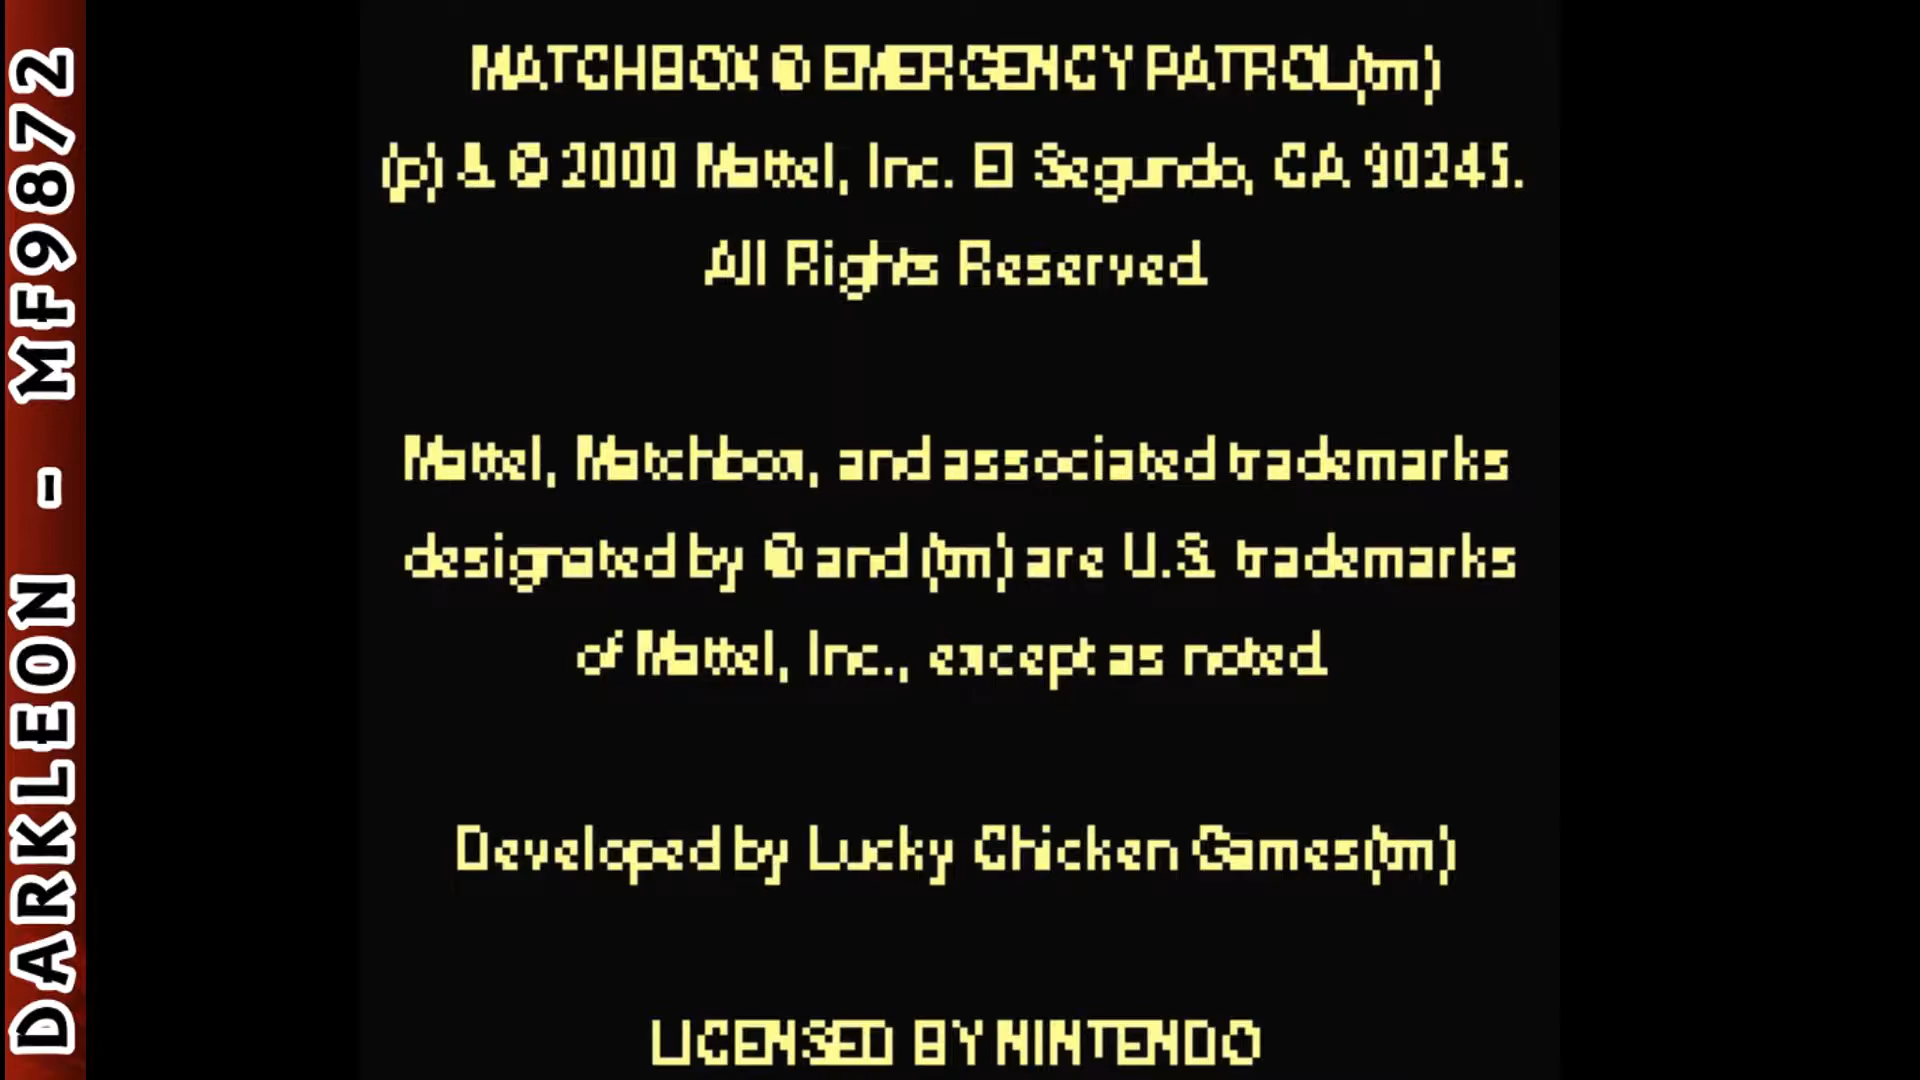 MATCHBOX ® EMERGENCY PATROL(tm)
(p) & © 2000 Mattel, Inc. El Segundo, CA 90245.
All Rights Reserved.
Mattel, Matchbox, and associated trademarks
designated by ® and (tm) are U.S. trademarks
of Mattel, Inc., except as noted.
Developed by Lucky Chicken Games(tm)
LICENSED BY NINTENDO
DARKLEON - MF9872